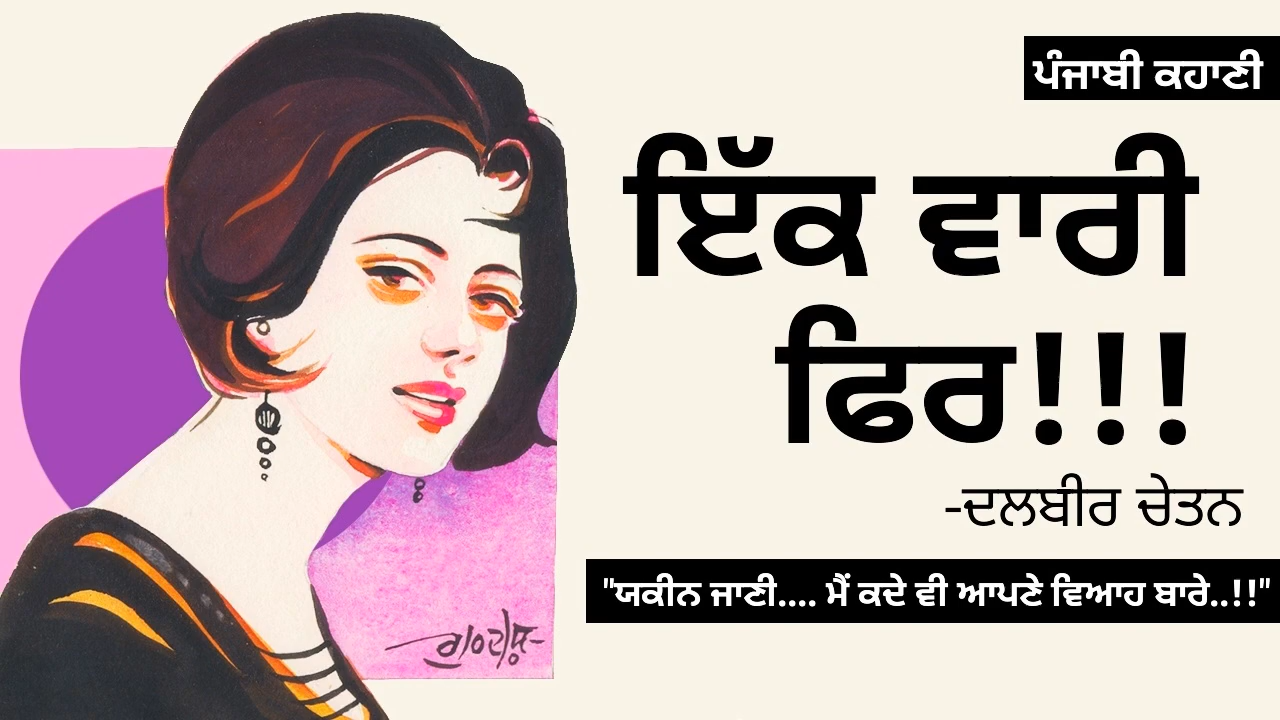 ਪੰਜਾਬੀ ਕਹਾਣੀ
ਇੱਕ ਵਾਰੀ
ਫਿਰ!!!
-ਦਲਬੀਰ ਚੇਤਨ
"ਯਕੀਨ ਜਾਣੀ.... ਮੈਂ ਕਦੇ ਵੀ ਆਪਣੇ ਵਿਆਹ ਬਾਰੇ..!!"